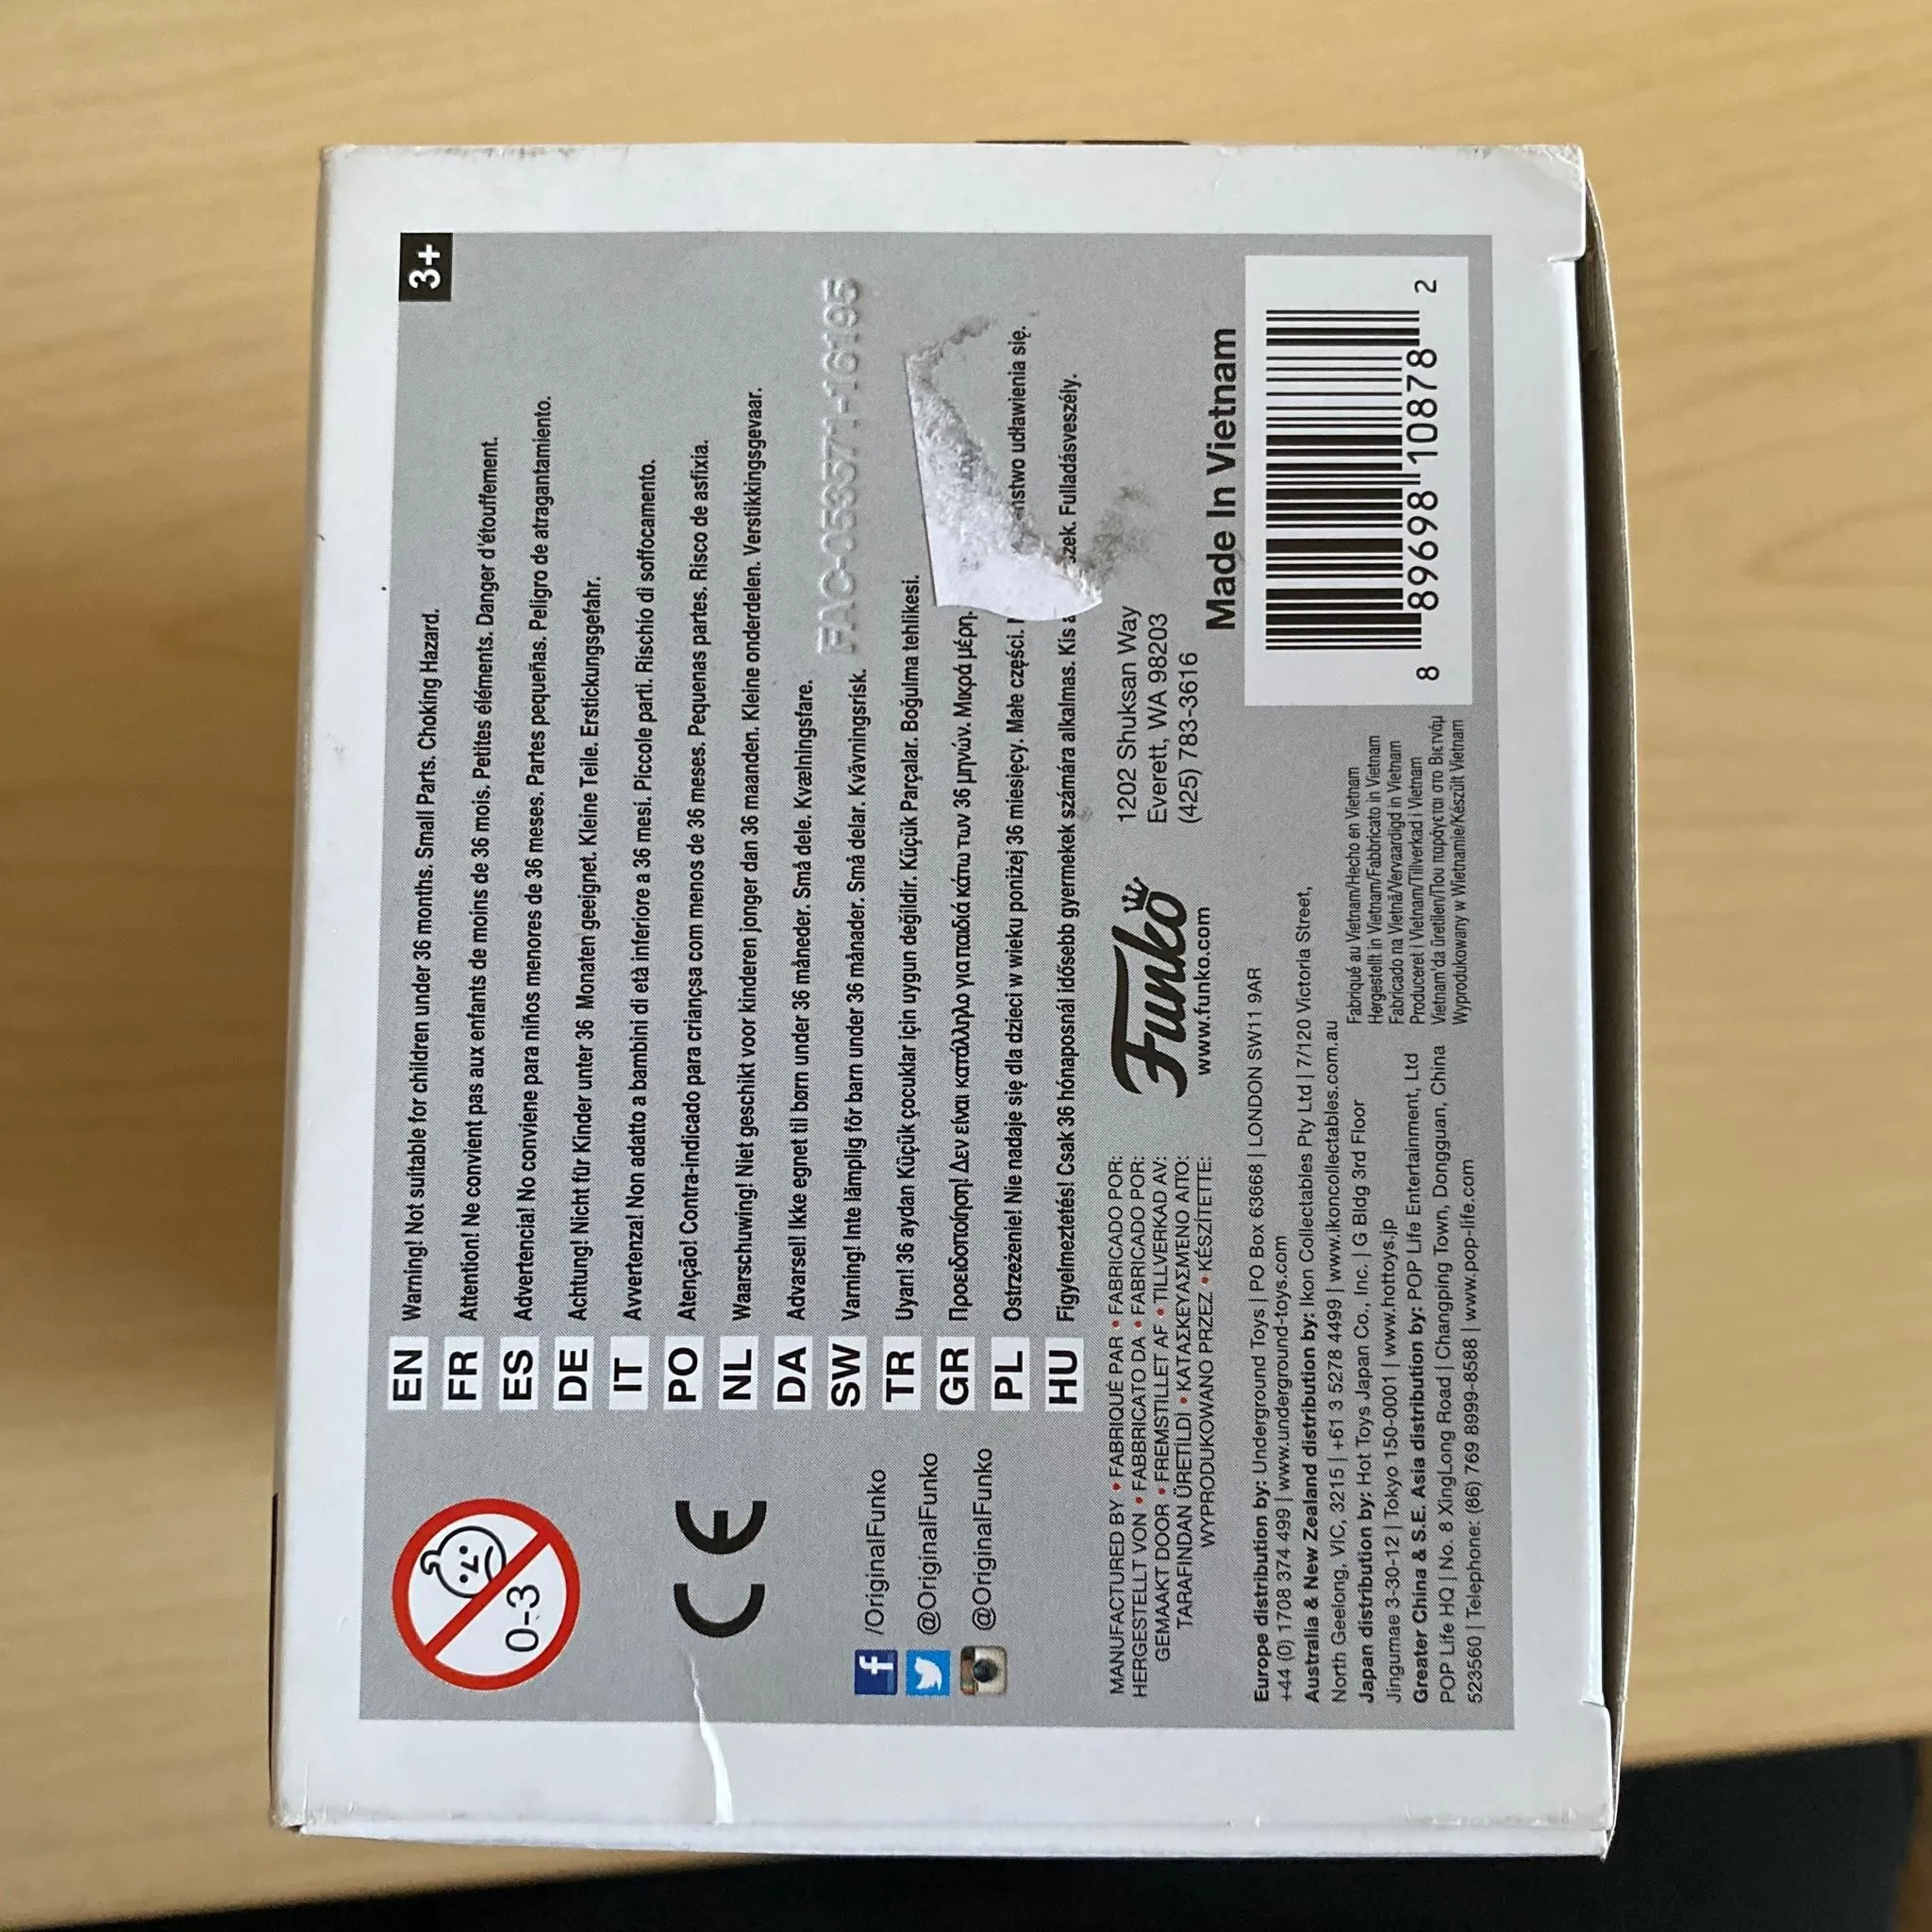 3+
0-3
CE
EN Warning! Not suitable for children under 36 months. Small Parts. Choking Hazard.
FR Attention! Ne convient pas aux enfants de moins de 36 mois. Petites éléments. Danger d'étouffement.
ES Advertencia! No conviene para niños menores de 36 meses. Partes pequeñas. Peligro de atragantamiento.
DE Achtung! Nicht für Kinder unter 36 Monaten geeignet. Kleine Teile. Erstickungsgefahr.
IT Avvertenza! Non adatto a bambini di età inferiore a 36 mesi. Piccole parti. Rischio di soffocamento.
PO Atenção! Contra-indicado para criançsa com menos de 36 meses. Pequenas partes. Risco de asfixia.
NL Waarschuwing! Niet geschikt voor kinderen jonger dan 36 maanden. Kleine onderdelen. Verstikkingsgevaar.
DA Advarsel! Ikke egnet til børn under 36 måneder. Små dele. Kvælningsfare.
SW Varning! Inte lämplig för barn under 36 månader. Små delar. Kvävningsrisk.
FAC-053571-16195
TR Uyarı! 36 aydan Küçük çocuklar için uygun değildir. Küçük Parçalar. Boğulma tehlikesi.
GR Προειδοποίηση! Δεν είναι κατάλληλο για παιδιά κάτω των 36 μηνών. Μικρά μέρη.
PL Ostrzeżenie! Nie nadaje się dla dzieci w wieku poniżej 36 miesięcy. Małe części. udławienia się.
HU Figyelmeztetés! Csak 36 hónaposnál idősebb gyermekek számára alkalmas. Kis Fulladásveszély.
/OriginalFunko
@OriginalFunko
@OriginalFunko
MANUFACTURED BY • FABRIQUÉ PAR • FABRICADO POR:
HERGESTELLT VON • FABBRICATO DA • FABRICADO POR:
GEMAAKT DOOR • FREMSTILLET AF • TILLVERKAD AV:
TARAFINDAN ÜRETİLDİ • ΚΑΤΑΣΚΕΥΑΣΜΈΝΟ ΑΠΌ:
WYPRODUKOWANO PRZEZ • KÉSZÍTETTE:
Funko
www.funko.com
1202 Shuksan Way
Everett, WA 98203
(425) 783-3616
Made In Vietnam
Europe distribution by: Underground Toys | PO Box 63668 | LONDON SW11 9AR
+44 (0) 1708 374 499 | www.underground-toys.com
Australia & New Zealand distribution by: Ikon Collectables Pty Ltd | 7/120 Victoria Street,
North Geelong, VIC, 3215 | +61 3 5278 4499 | www.ikoncollectables.com.au
Japan distribution by: Hot Toys Japan Co., Inc. | G Bldg 3rd Floor
Jingumae 3-30-12 | Tokyo 150-0001 | www.hottoys.jp
Greater China & S.E. Asia distribution by: POP Life Entertainment, Ltd
POP Life HQ | No. 8 XingLong Road | Changping Town, Dongguan, China
523560 | Telephone: (86) 769 8999-8588 | www.pop-life.com
Fabriqué au Vietnam/Hecho en Vietnam
Hergestellt in Vietnam/Fabbricato in Vietnam
Fabricado na Vietnã/Vervaardigd in Vietnam
Produceret i Vietnam/Tillverkad i Vietnam
Vietnam'da üretilen/Που παράγεται στο Βιετνάμ
Wyprodukowany w Wietnamie/Készült Vietnam
8 89698 10878 2